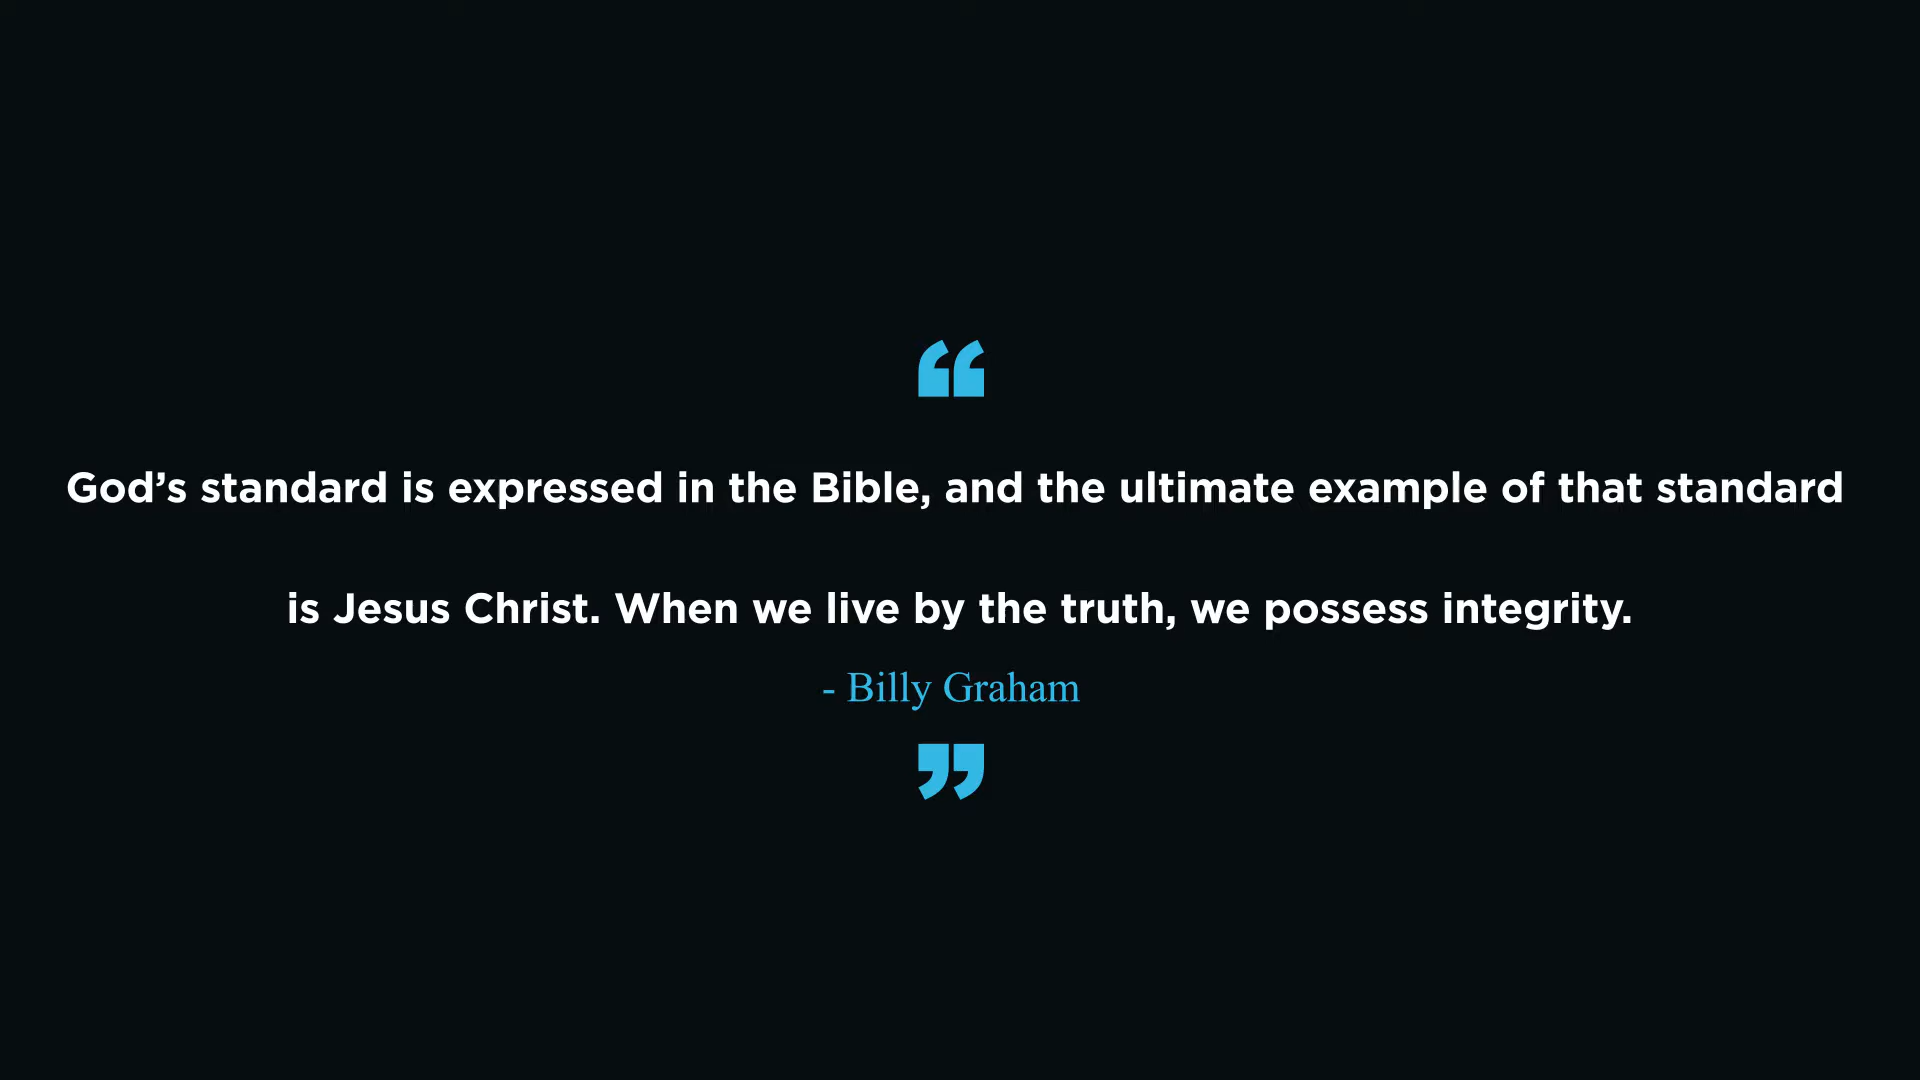 “
God’s standard is expressed in the Bible, and the ultimate example of that standard
is Jesus Christ. When we live by the truth, we possess integrity.
- Billy Graham
”